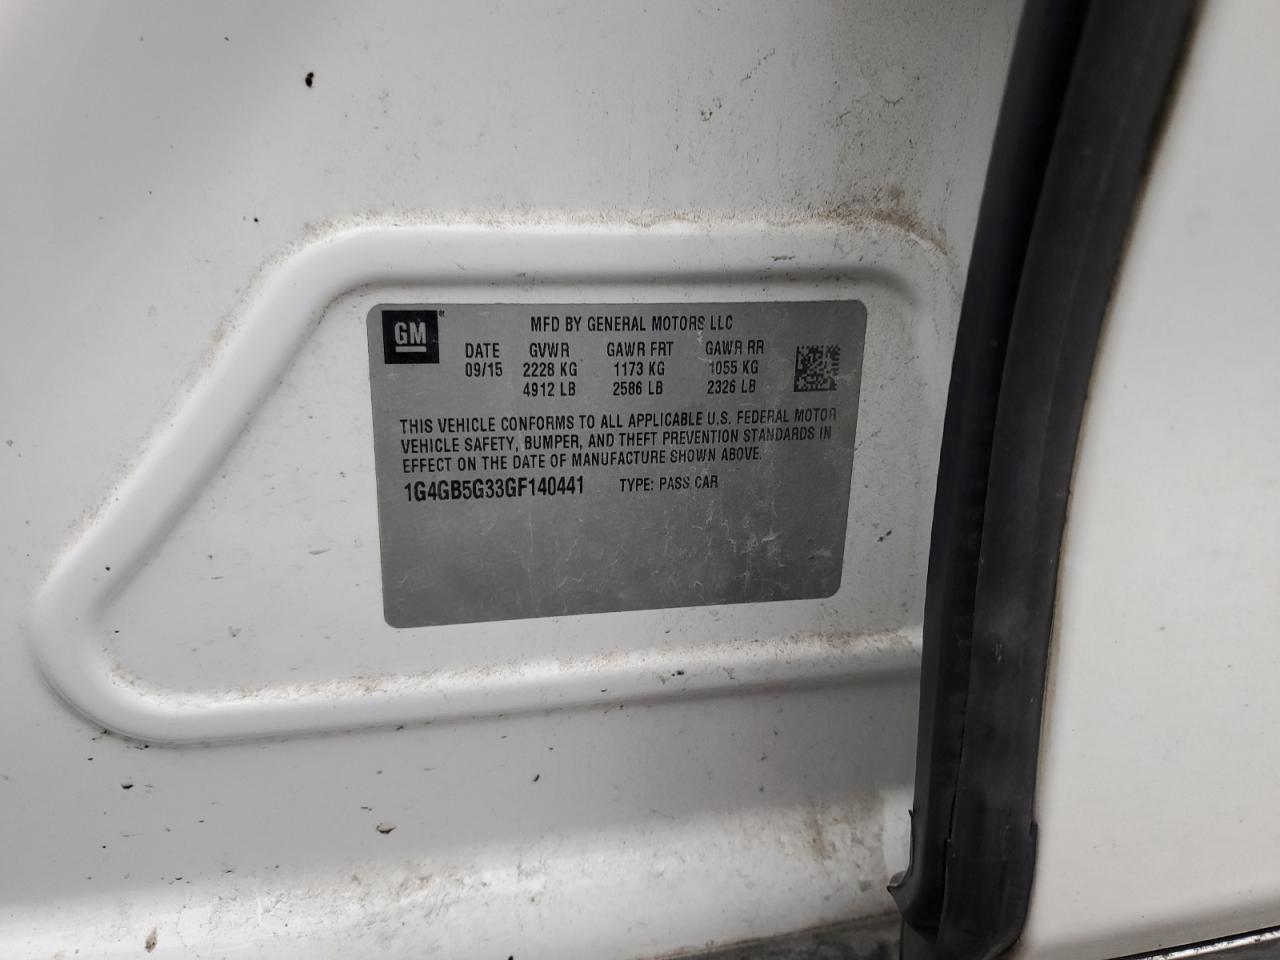 GM
MFD BY GENERAL MOTORS LLC
DATE GVWR GAWR FRT GAWR RR
09/15 2228 KG 1173 KG 1055 KG
4912 LB 2586 LB 2326 LB
THIS VEHICLE CONFORMS TO ALL APPLICABLE U.S. FEDERAL MOTOR
VEHICLE SAFETY, BUMPER, AND THEFT PREVENTION STANDARDS IN
EFFECT ON THE DATE OF MANUFACTURE SHOWN ABOVE.
1G4GB5G33GF140441 TYPE: PASS CAR